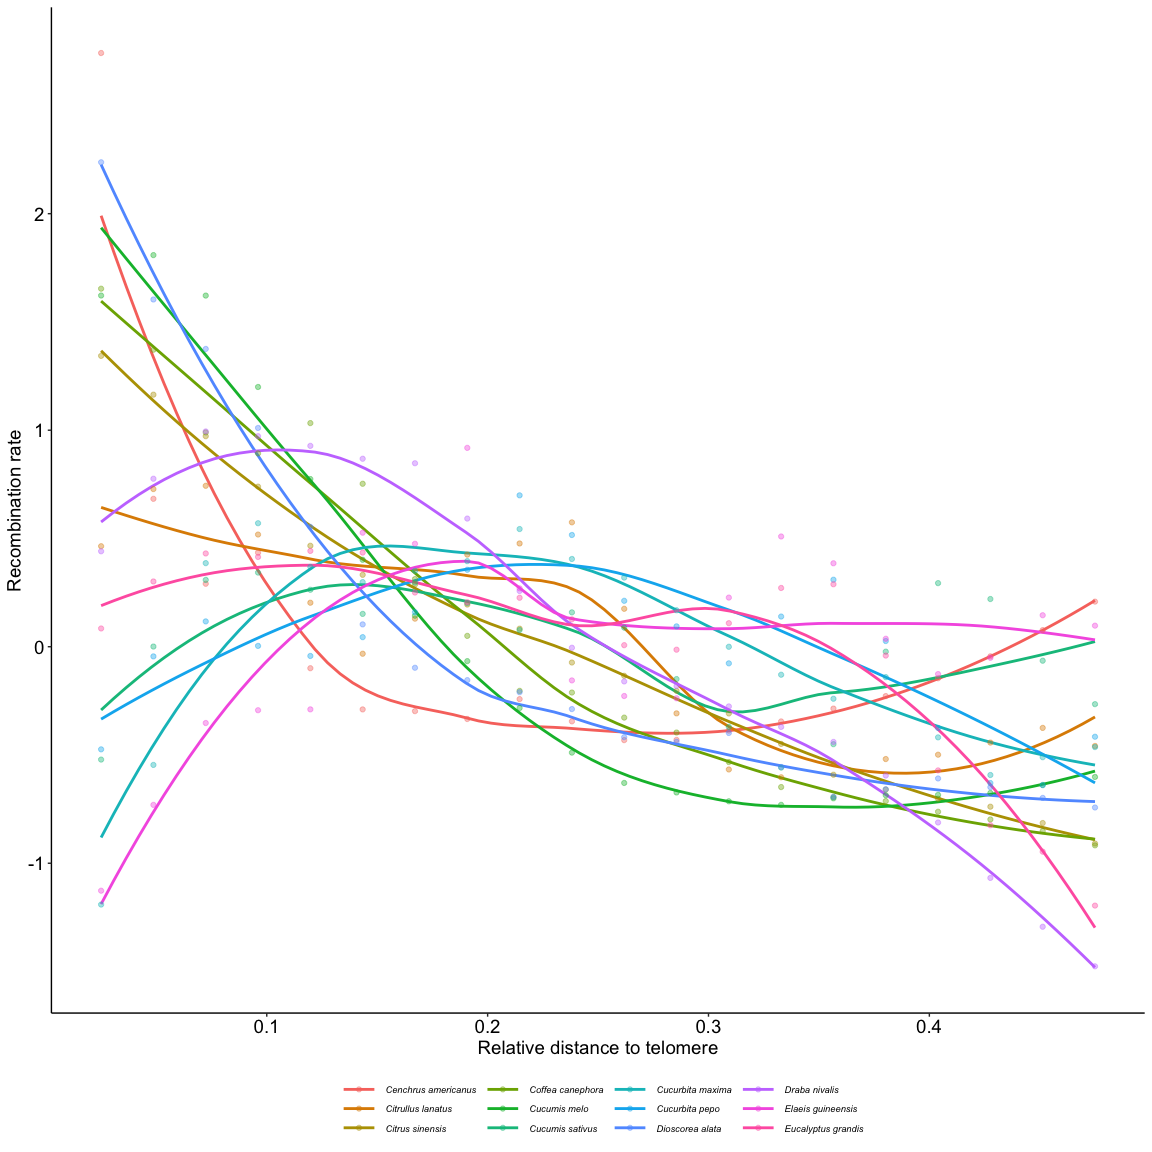 Recombination rate
2
1
0
-1
0.1 0.2 0.3 0.4
Relative distance to telomere
Cenchrus americanus Coffea canephora Cucurbita maxima Draba nivalis
Citrullus lanatus Cucumis melo Cucurbita pepo Elaeis guineensis
Citrus sinensis Cucumis sativus Dioscorea alata Eucalyptus grandis